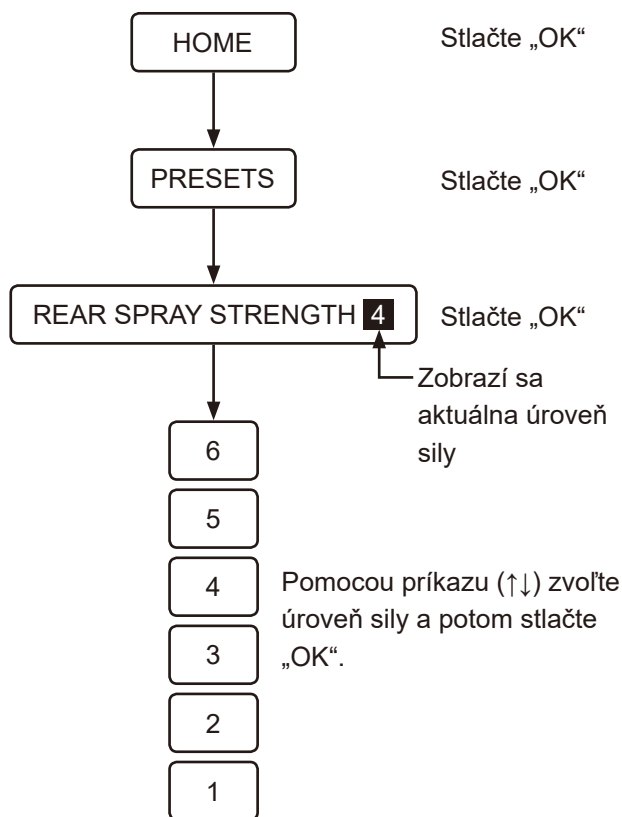 HOME
Stlačte „OK“
PRESETS
Stlačte „OK“
REAR SPRAY STRENGTH 4
Stlačte „OK“
Zobrazí sa
aktuálna úroveň
sily
6
5
4
Pomocou príkazu (↑↓) zvoľte
úroveň sily a potom stlačte
„OK“.
3
2
1